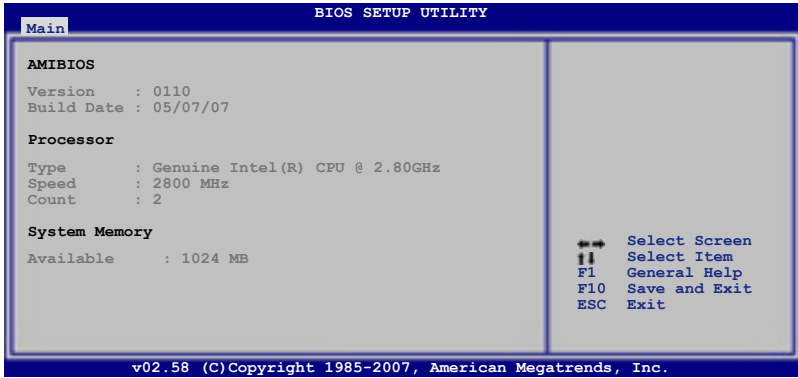 BIOS SETUP UTILITY
Main
AMIBIOS
Version : 0110
Build Date : 05/07/07
Processor
Type : Genuine Intel(R) CPU @ 2.80GHz
Speed : 2800 MHz
Count : 2
System Memory
Available : 1024 MB
←→ Select Screen
↑↓ Select Item
F1 General Help
F10 Save and Exit
ESC Exit
v02.58 (C)Copyright 1985-2007, American Megatrends, Inc.